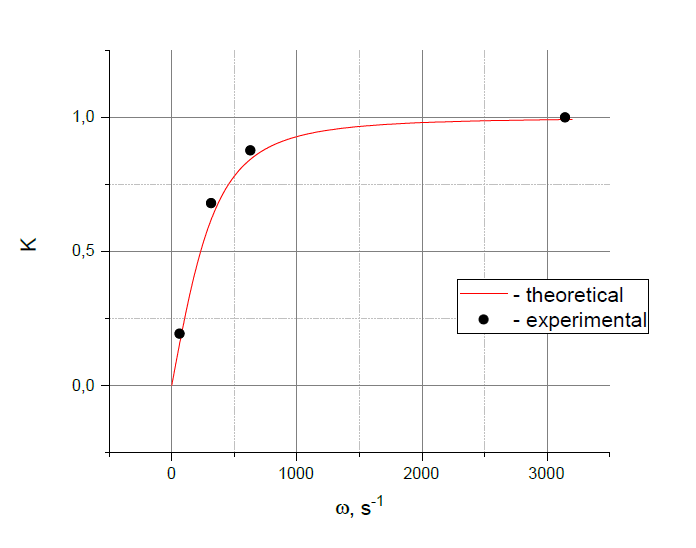 1,0
K
0,5
- theoretical
- experimental
0,0
0 1000 2000 3000
ω, s⁻¹